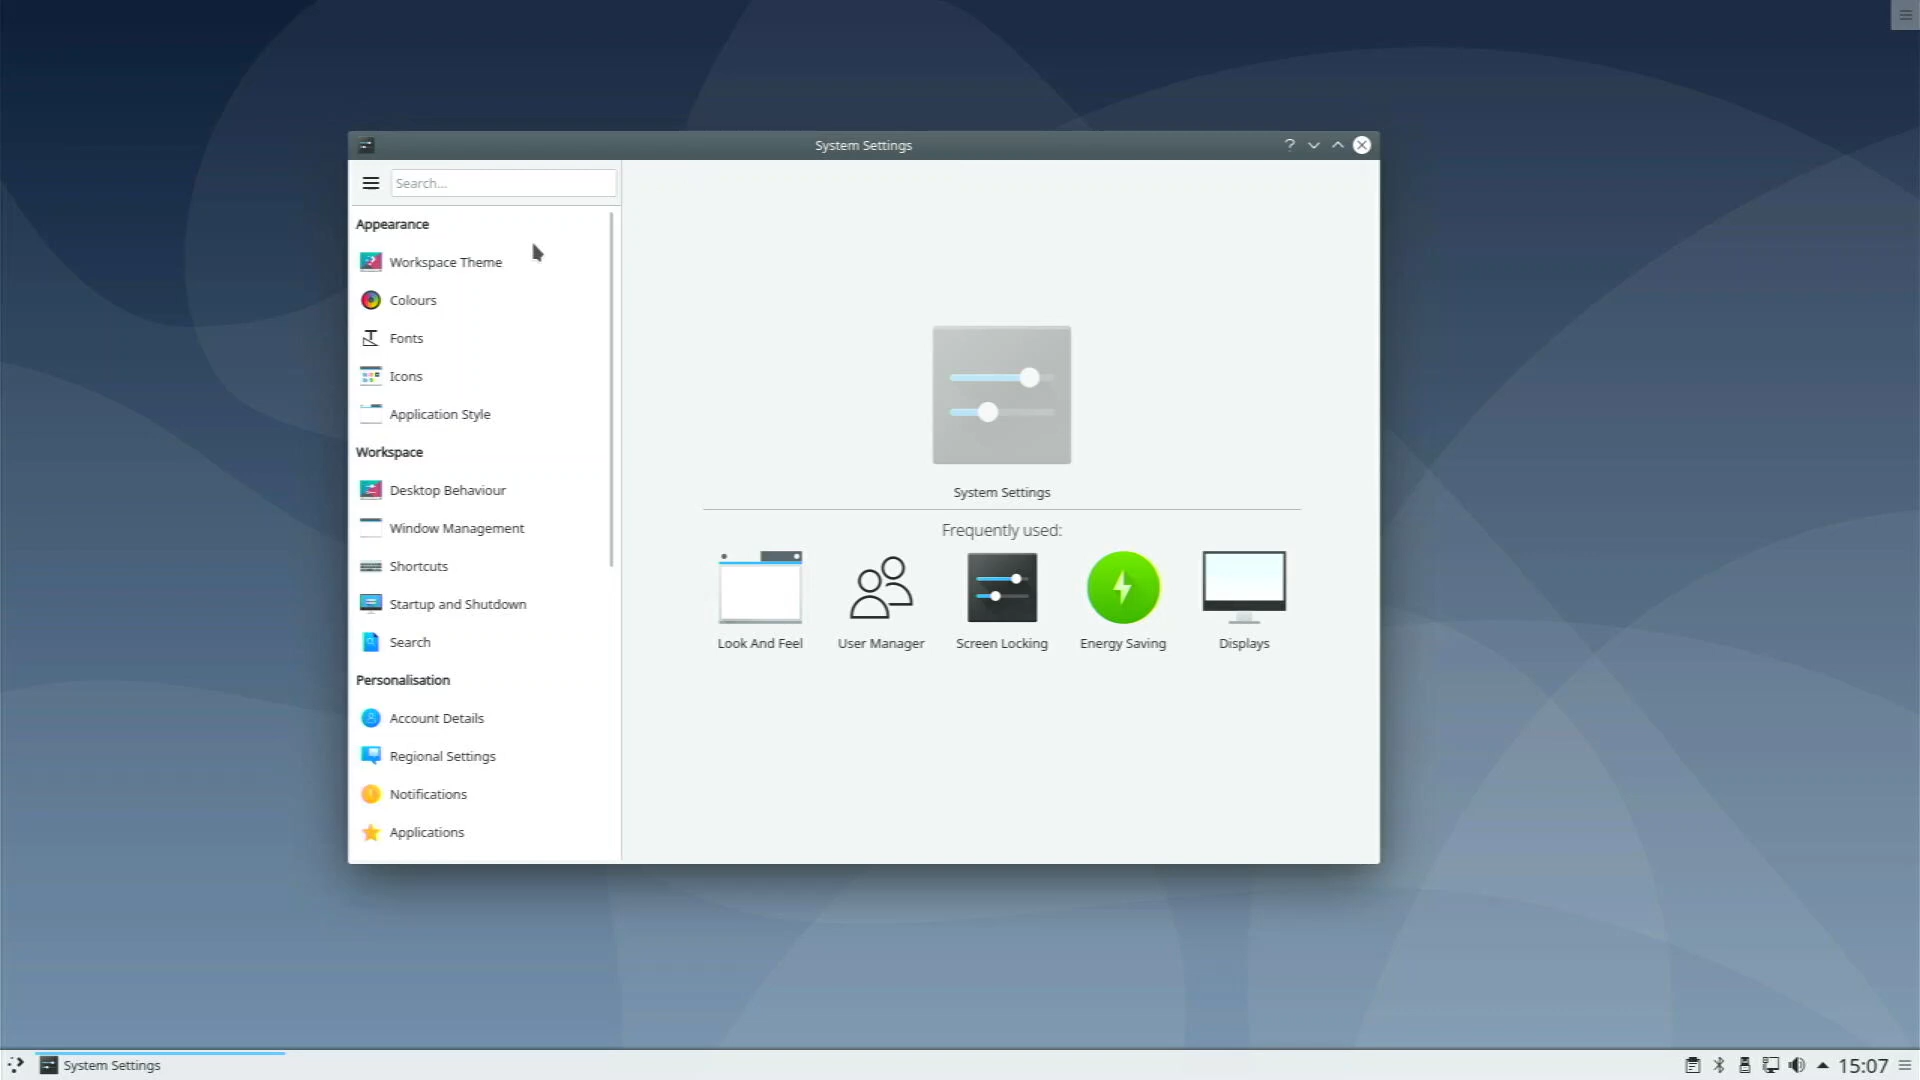 System Settings
Search...
Appearance
Workspace Theme
Colours
Fonts
Icons
Application Style
Workspace
Desktop Behaviour
Window Management
Shortcuts
Startup and Shutdown
Search
Personalisation
Account Details
Regional Settings
Notifications
Applications
System Settings
Frequently used:
Look And Feel
User Manager
Screen Locking
Energy Saving
Displays
System Settings
15:07